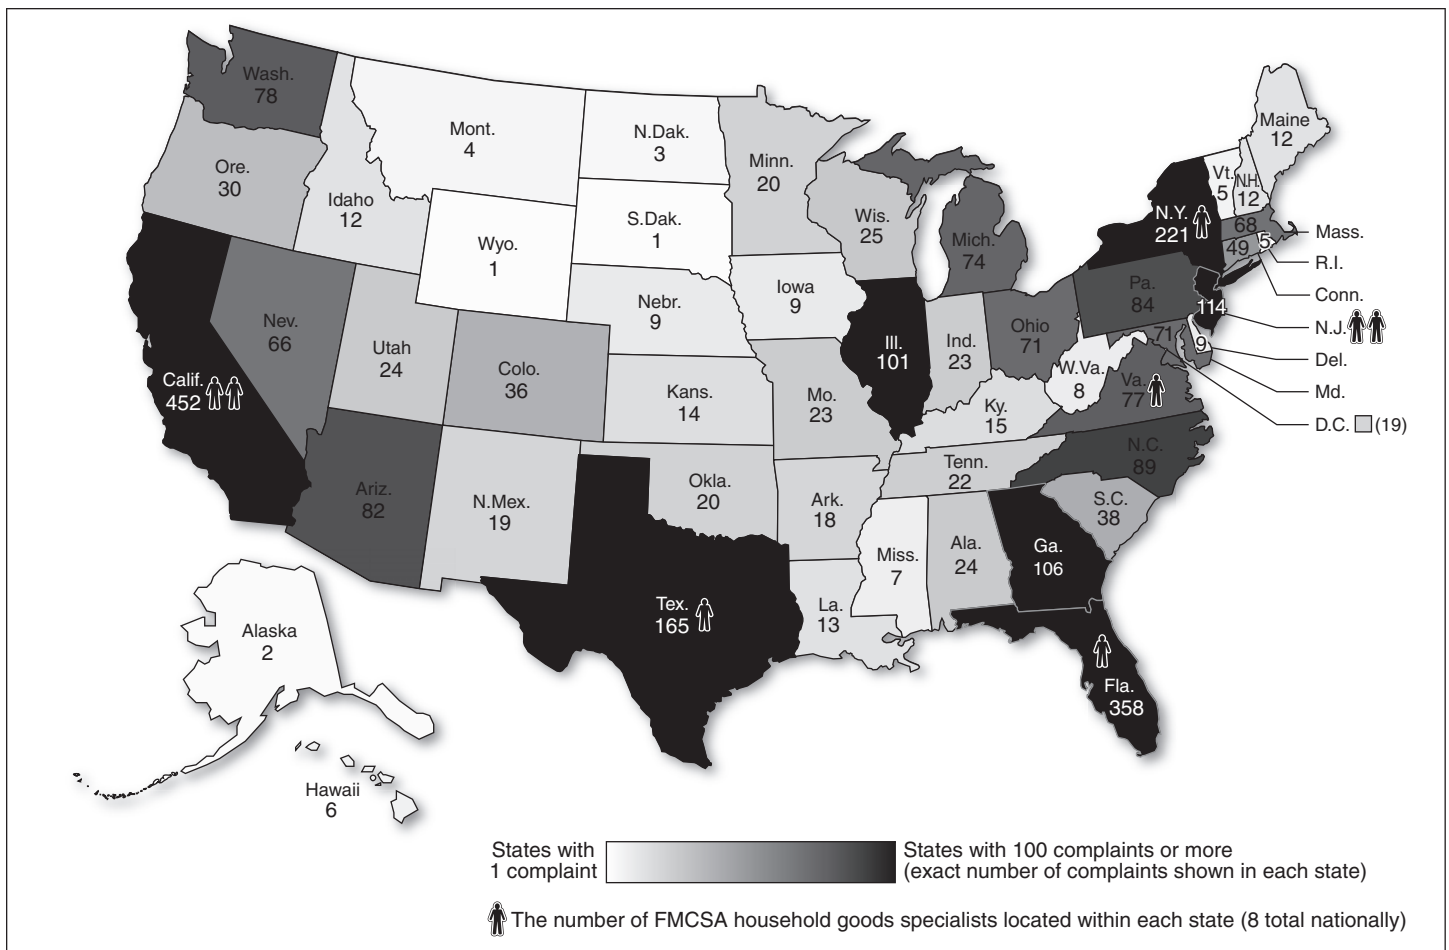 Wash.
78
Ore.
30
Idaho
12
Mont.
4
Wyo.
1
N.Dak.
3
S.Dak.
1
Minn.
20
Wis.
25
Mich.
74
Calif.
452
Nev.
66
Utah
24
Colo.
36
Nebr.
9
Iowa
9
Kans.
14
Mo.
23
Ill.
101
Ind.
23
Ohio
71
Ky.
15
W.Va.
8
Va.
77
Pa.
84
N.Y.
221
Vt.
5
N.H.
12
Maine
12
68
Mass.
5
R.I.
49
Conn.
114
N.J.
9
Del.
71
Md.
D.C. (19)
Ariz.
82
N.Mex.
19
Okla.
20
Ark.
18
Tenn.
22
N.C.
89
S.C.
38
Miss.
7
Ala.
24
Ga.
106
La.
13
Tex.
165
Fla.
358
Alaska
2
Hawaii
6
States with
1 complaint
States with 100 complaints or more
(exact number of complaints shown in each state)
The number of FMCSA household goods specialists located within each state (8 total nationally)